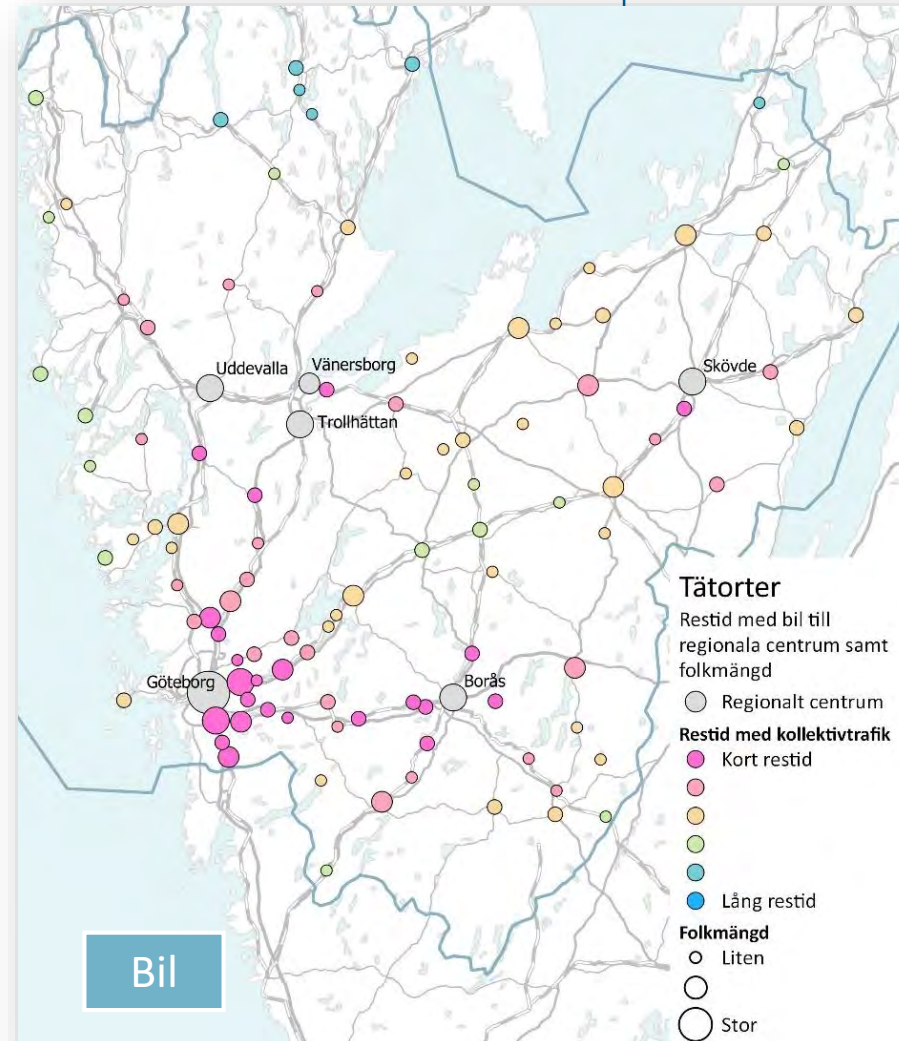 Uddevalla
Vänersborg
Trollhättan
Skövde
Göteborg
Borås
Tätorter
Restid med bil till
regionala centrum samt
folkmängd
Regionalt centrum
Restid med kollektivtrafik
Kort restid
Lång restid
Folkmängd
Liten
Stor
Bil